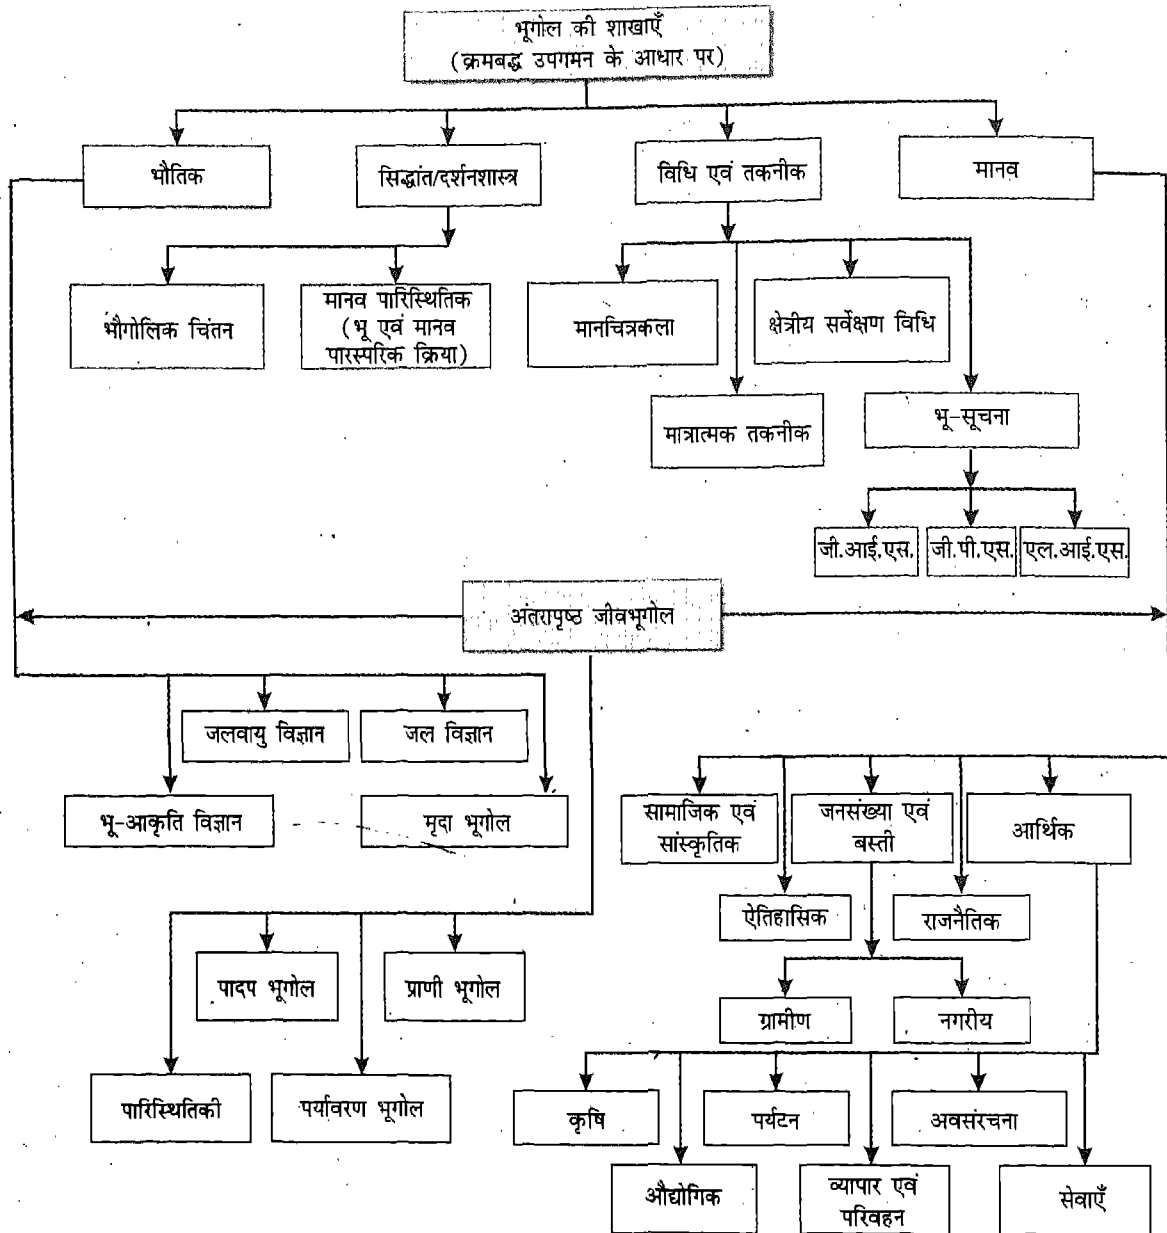 भूगोल की शाखाएँ
(क्रमबद्ध उपगमन के आधार पर)
भौतिक
सिद्धांत/दर्शनशास्त्र
विधि एवं तकनीक
मानव
भौगोलिक चिंतन
मानव पारिस्थितिक
(भू एवं मानव
पारस्परिक क्रिया)
मानचित्रकला
क्षेत्रीय सर्वेक्षण विधि
मात्रात्मक तकनीक
भू-सूचना
जी.आई.एस.
जी.पी.एस.
एल.आई.एस.
अंतरापृष्ठ जीवभूगोल
जलवायु विज्ञान
जल विज्ञान
भू-आकृति विज्ञान
मृदा भूगोल
सामाजिक एवं
सांस्कृतिक
जनसंख्या एवं
बस्ती
आर्थिक
ऐतिहासिक
राजनैतिक
पादप भूगोल
प्राणी भूगोल
ग्रामीण
नगरीय
पारिस्थितिकी
पर्यावरण भूगोल
कृषि
पर्यटन
अवसंरचना
औद्योगिक
व्यापार एवं
परिवहन
सेवाएँ